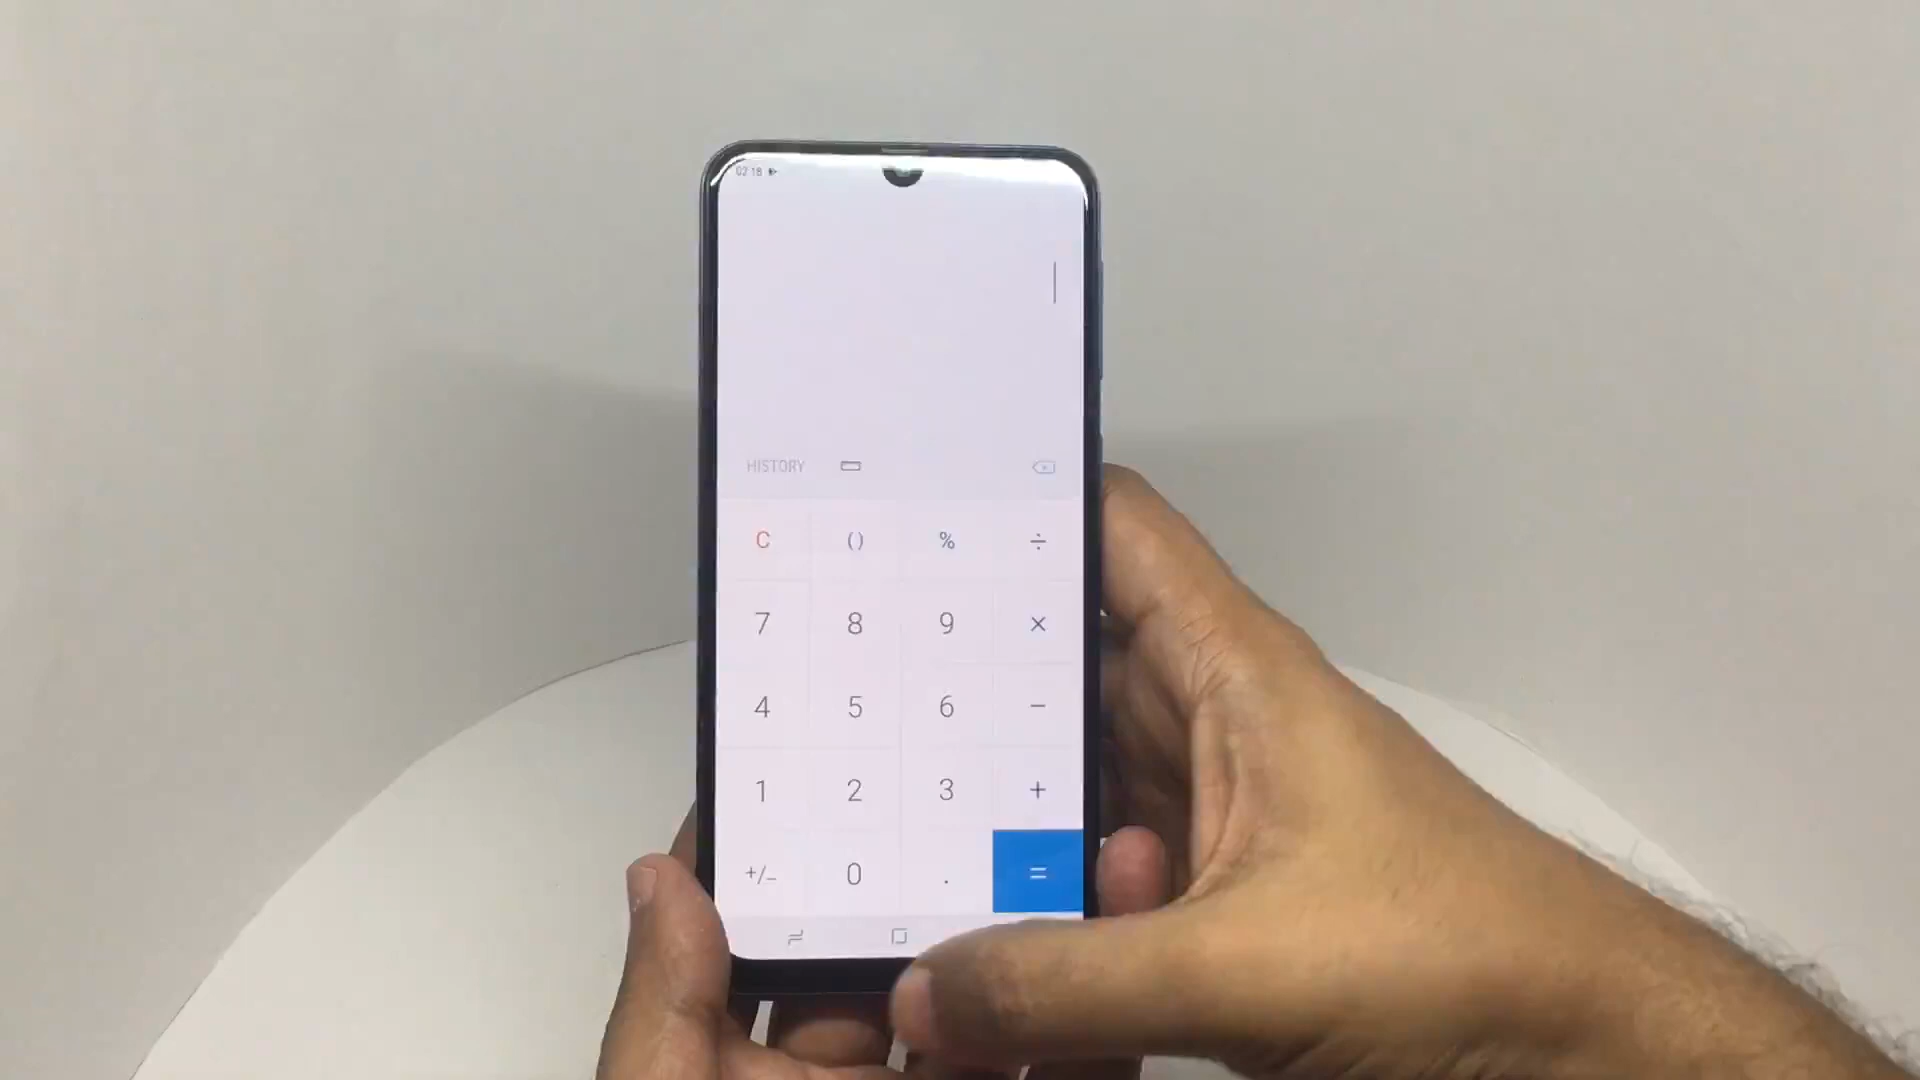 02 18
HISTORY
C () % ÷
7 8 9 ×
4 5 6 −
1 2 3 +
+/− 0 . =